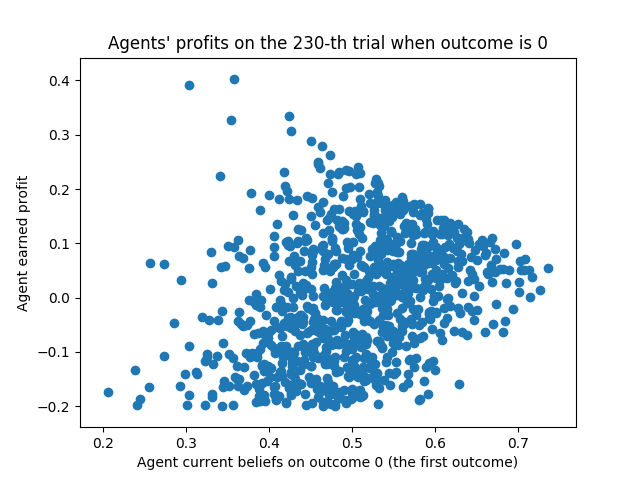 Agents' profits on the 230-th trial when outcome is 0
Agent earned profit
0.4
0.3
0.2
0.1
0.0
−0.1
−0.2
0.2 0.3 0.4 0.5 0.6 0.7
Agent current beliefs on outcome 0 (the first outcome)